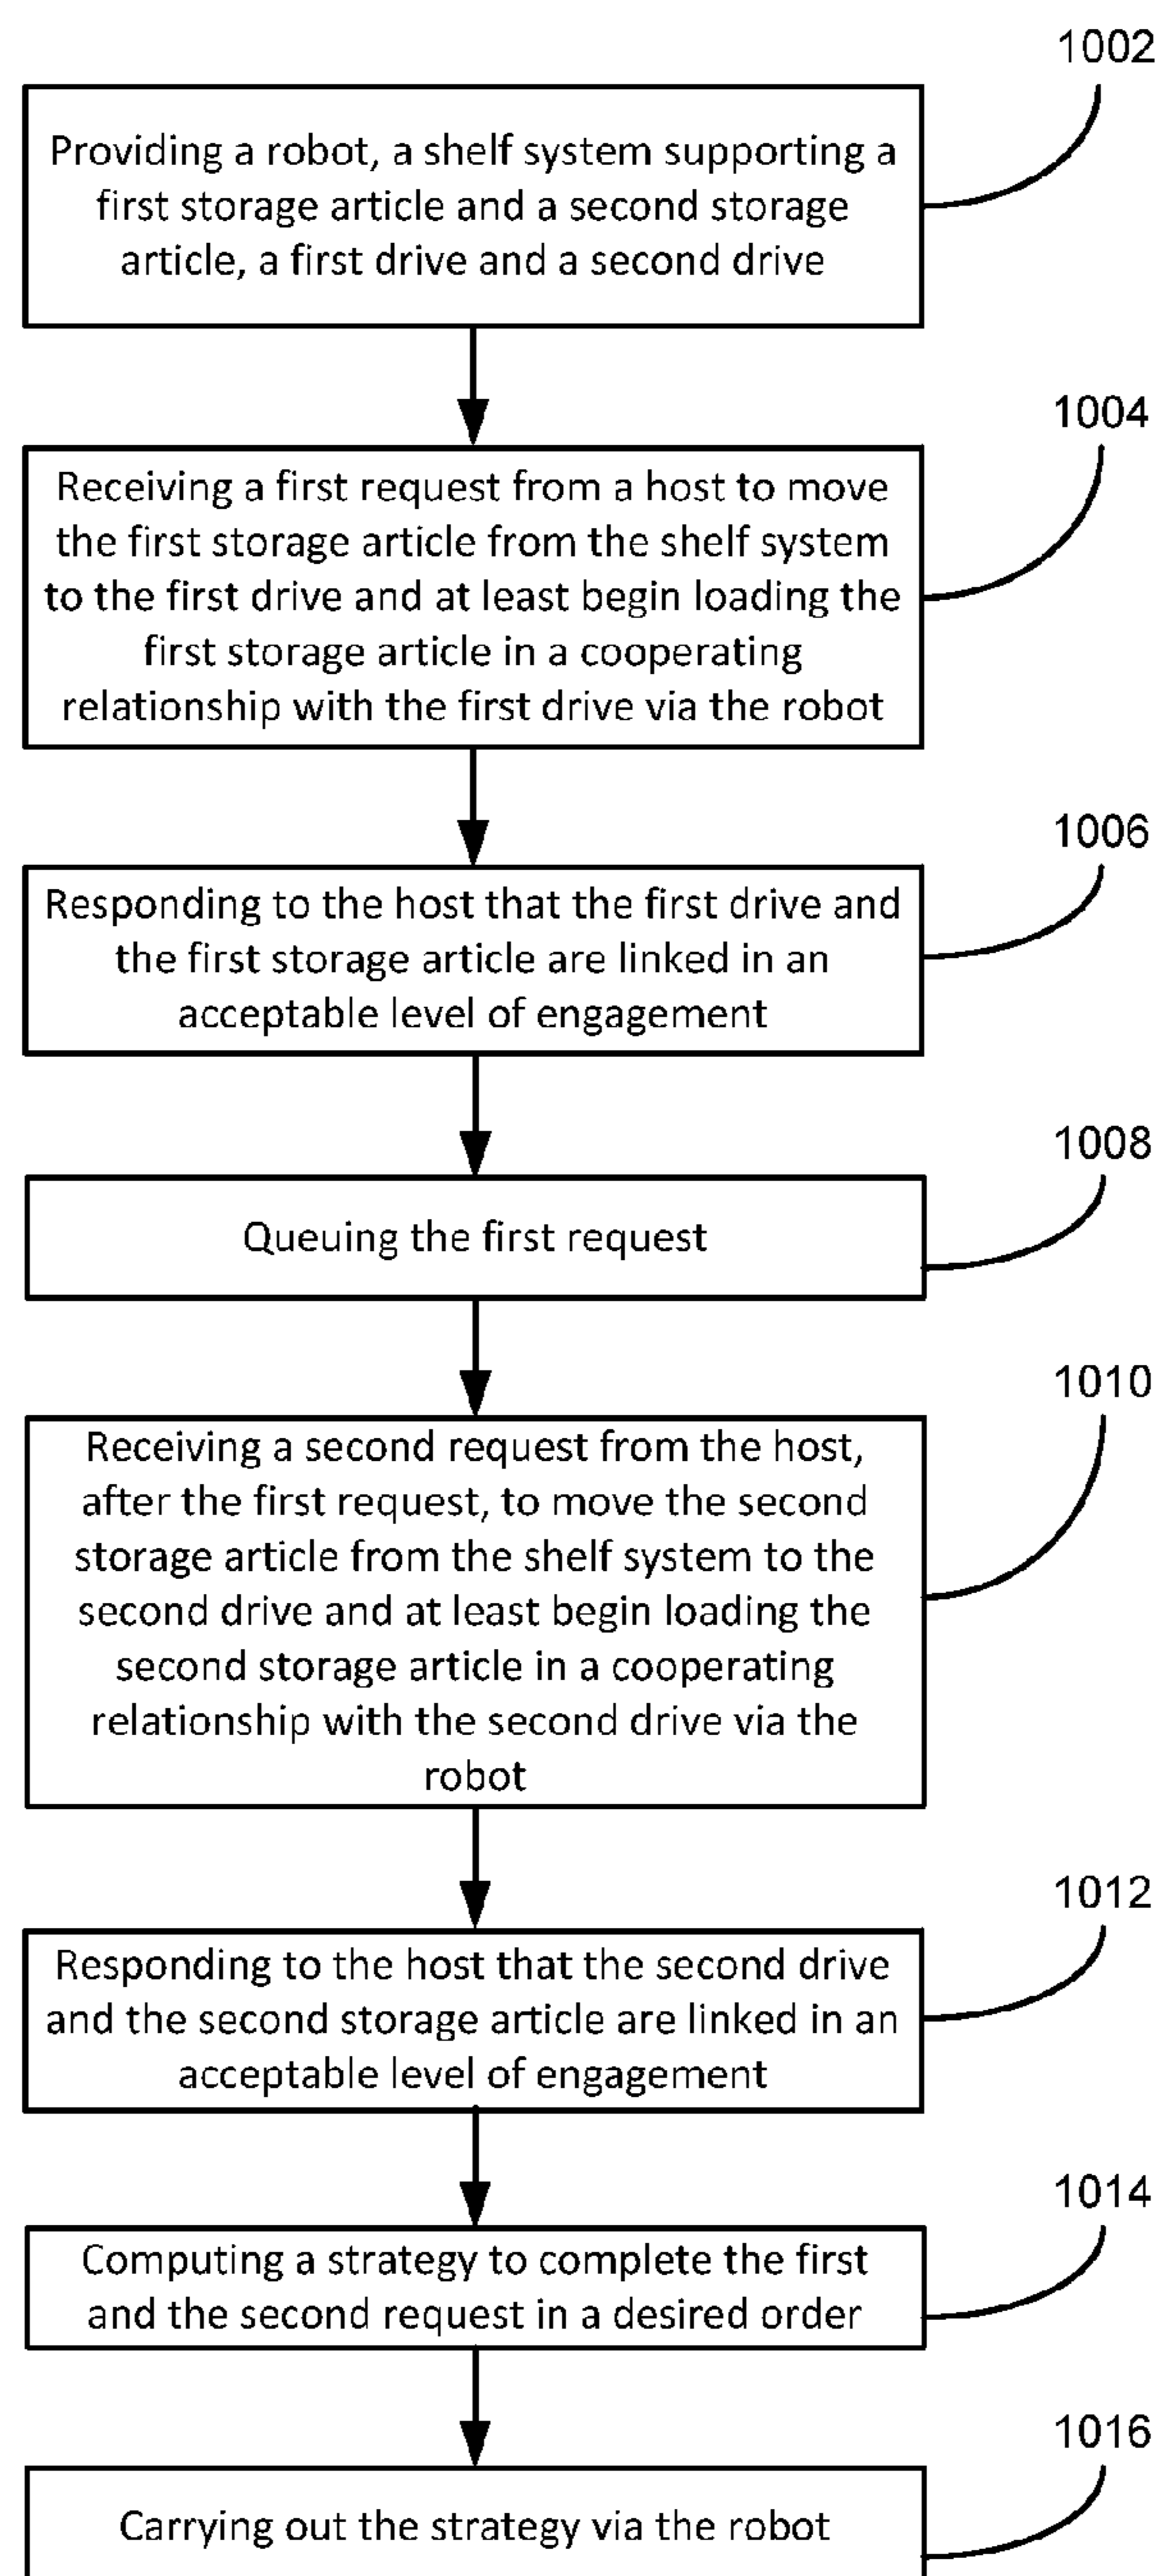 1002
Providing a robot, a shelf system supporting a
first storage article and a second storage
article, a first drive and a second drive
1004
Receiving a first request from a host to move
the first storage article from the shelf system
to the first drive and at least begin loading the
first storage article in a cooperating
relationship with the first drive via the robot
1006
Responding to the host that the first drive and
the first storage article are linked in an
acceptable level of engagement
1008
Queuing the first request
1010
Receiving a second request from the host,
after the first request, to move the second
storage article from the shelf system to the
second drive and at least begin loading the
second storage article in a cooperating
relationship with the second drive via the
robot
1012
Responding to the host that the second drive
and the second storage article are linked in an
acceptable level of engagement
1014
Computing a strategy to complete the first
and the second request in a desired order
1016
Carrying out the strategy via the robot